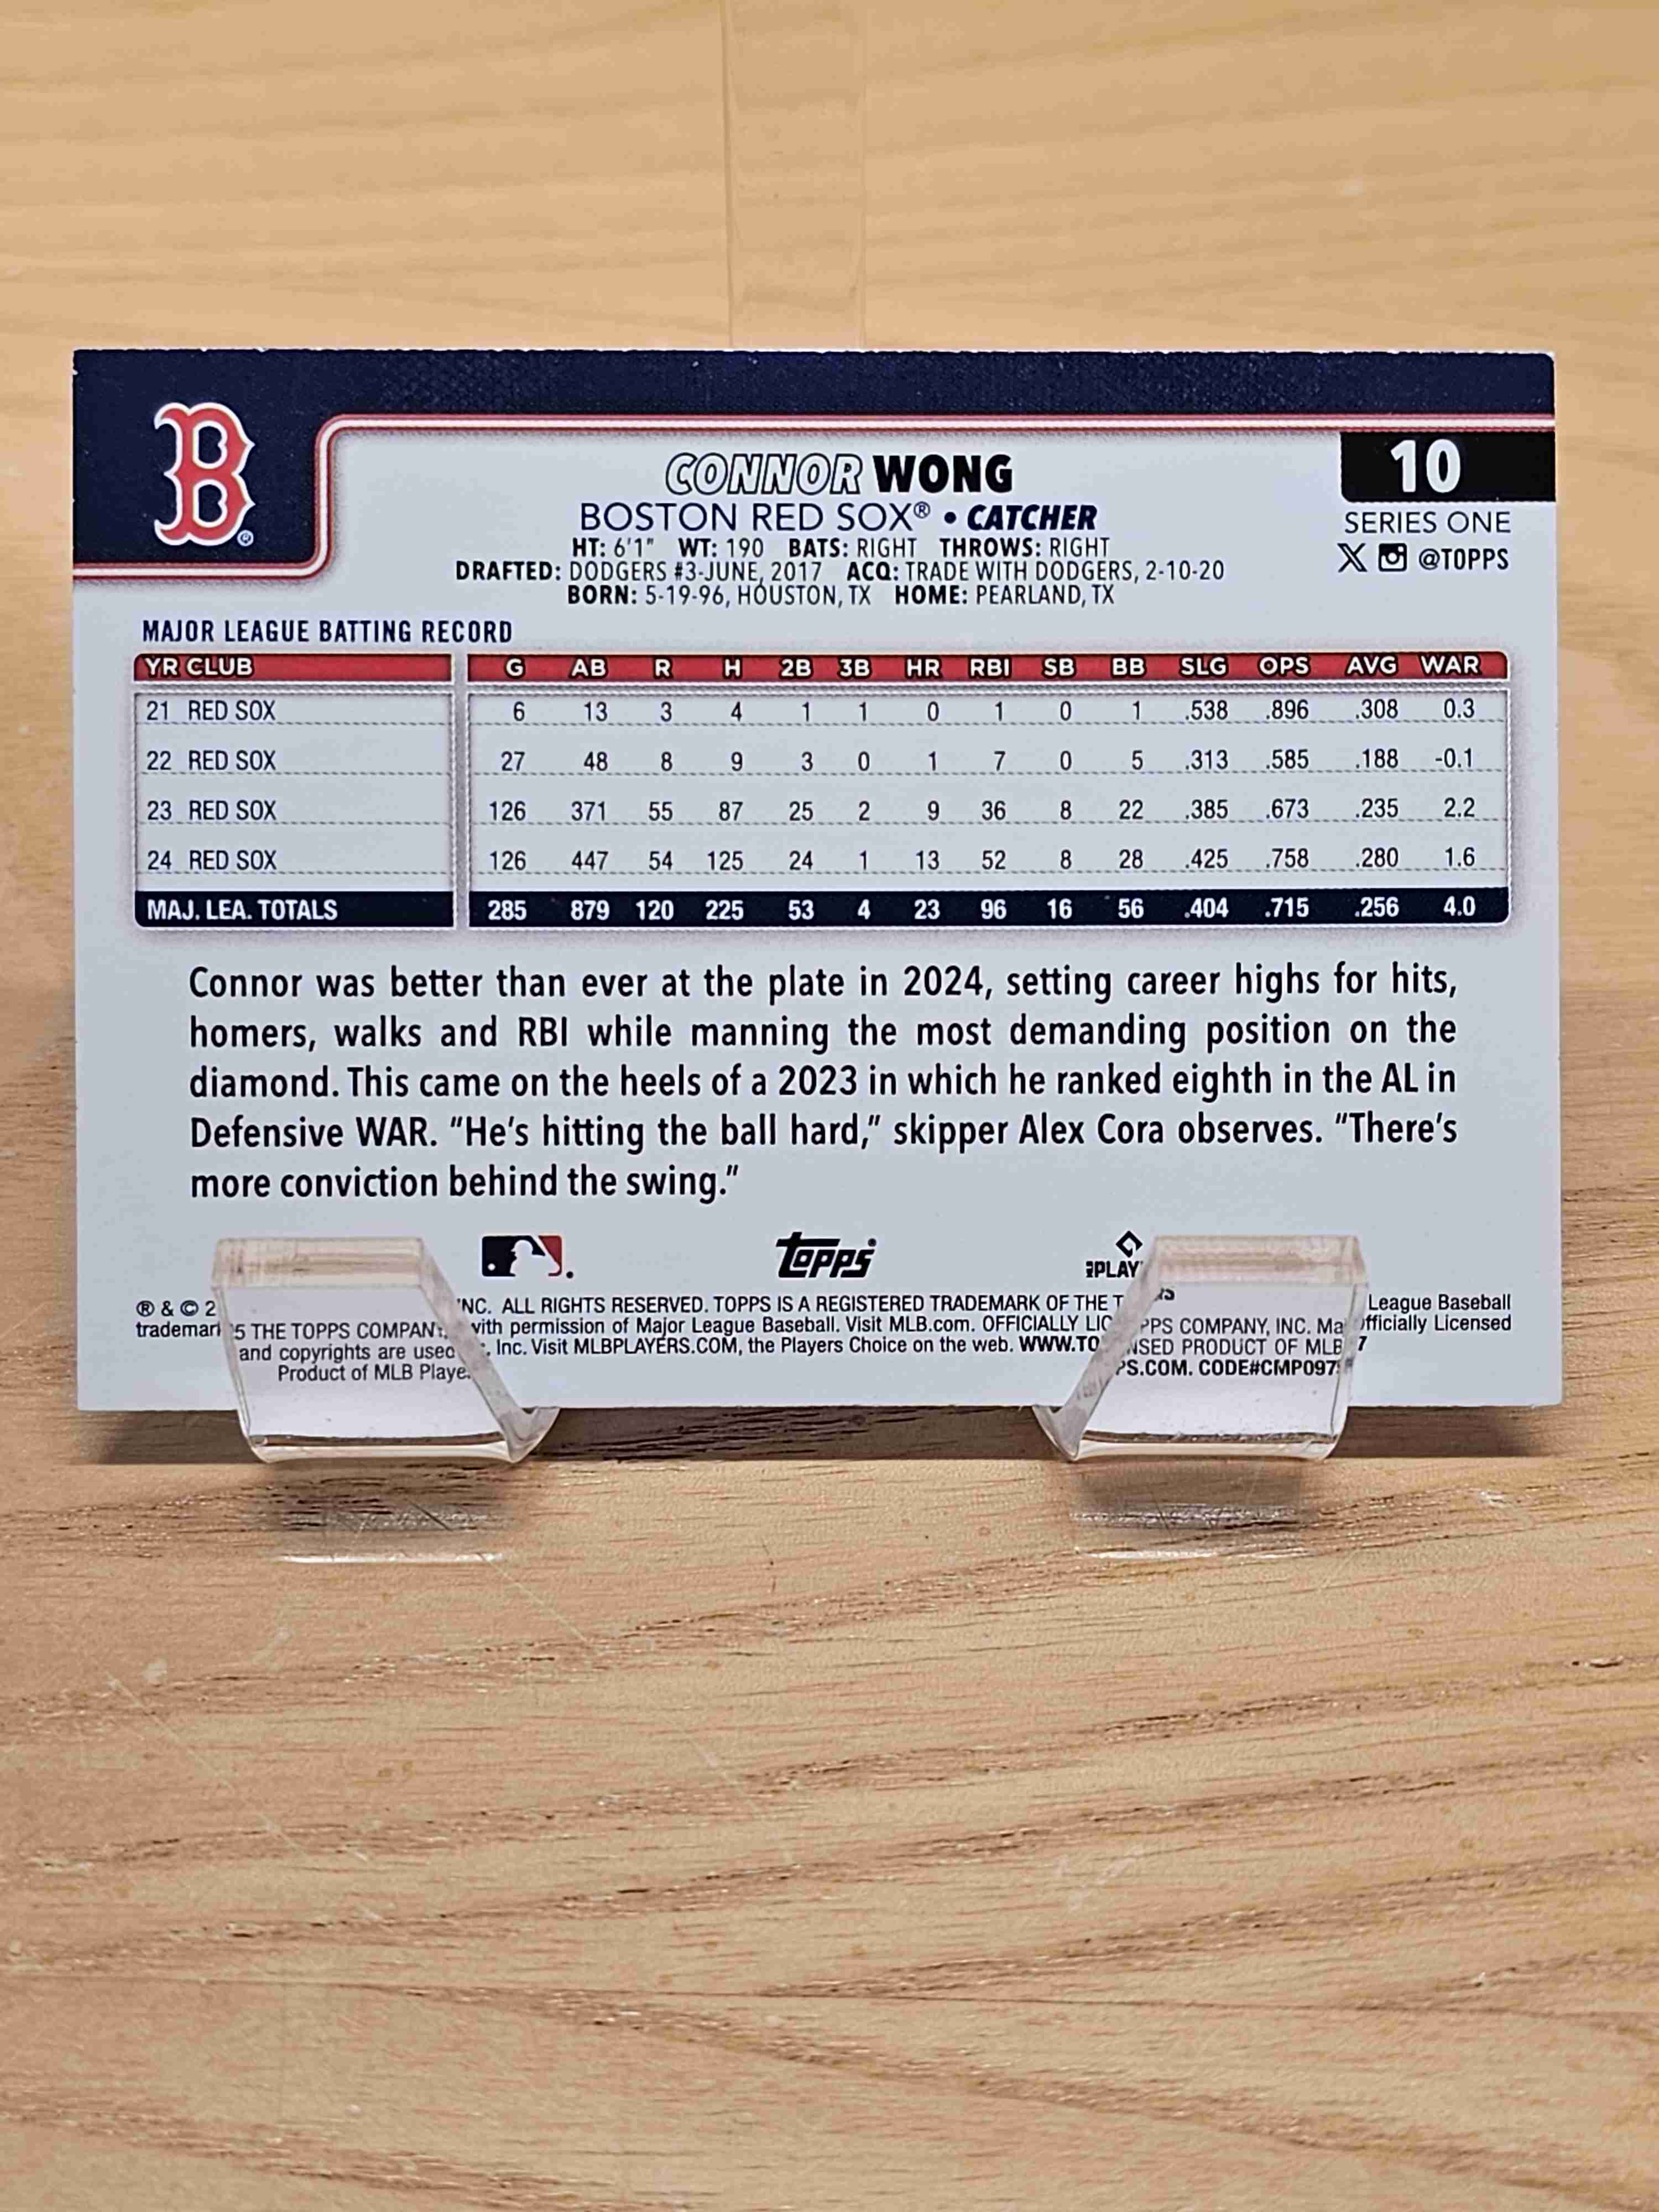 B
®
CONNOR WONG
10
BOSTON RED SOX® • CATCHER
SERIES ONE
HT: 6'1" WT: 190 BATS: RIGHT THROWS: RIGHT
@TOPPS
DRAFTED: DODGERS #3-JUNE, 2017 ACQ: TRADE WITH DODGERS, 2-10-20
BORN: 5-19-96, HOUSTON, TX HOME: PEARLAND, TX
MAJOR LEAGUE BATTING RECORD
YR CLUB G AB R H 2B 3B HR RBI SB BB SLG OPS AVG WAR
21 RED SOX 6 13 3 4 1 1 0 1 0 1 .538 .896 .308 0.3
22 RED SOX 27 48 8 9 3 0 1 7 0 5 .313 .585 .188 -0.1
23 RED SOX 126 371 55 87 25 2 9 36 8 22 .385 .673 .235 2.2
24 RED SOX 126 447 54 125 24 1 13 52 8 28 .425 .758 .280 1.6
MAJ. LEA. TOTALS 285 879 120 225 53 4 23 96 16 56 .404 .715 .256 4.0
Connor was better than ever at the plate in 2024, setting career highs for hits,
homers, walks and RBI while manning the most demanding position on the
diamond. This came on the heels of a 2023 in which he ranked eighth in the AL in
Defensive WAR. “He’s hitting the ball hard,” skipper Alex Cora observes. “There’s
more conviction behind the swing.”
topps
® & © 2 5 THE TOPPS COMPANY, INC. ALL RIGHTS RESERVED. TOPPS IS A REGISTERED TRADEMARK OF THE TOPPS COMPANY, INC. Ma League Baseball
trademark and copyrights are used with permission of Major League Baseball. Visit MLB.com. OFFICIALLY LICENSED PRODUCT OF MLB Officially Licensed
Product of MLB Playe , Inc. Visit MLBPLAYERS.COM, the Players Choice on the web. WWW.TOPPS.COM. CODE#CMP097